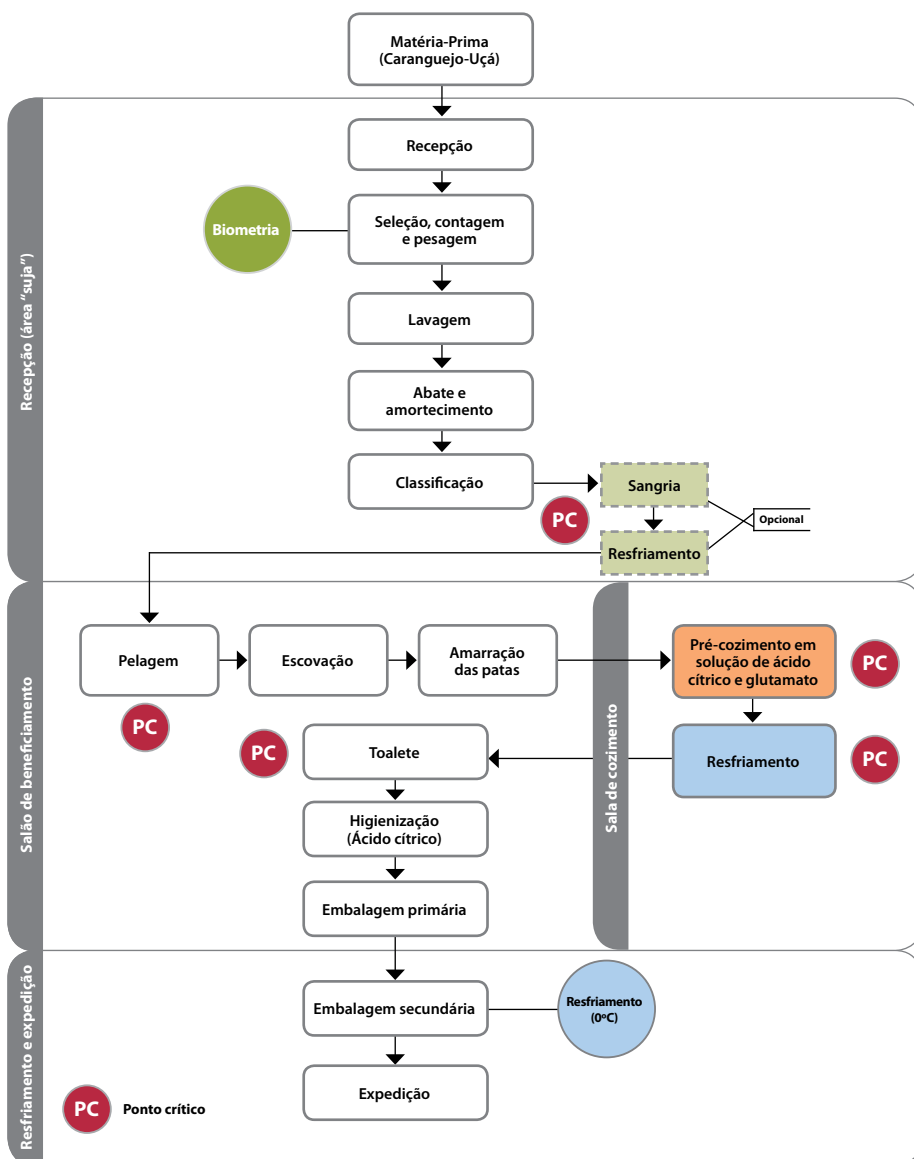 Matéria-Prima
(Caranguejo-Uçá)
Recepção (área “suja”)
Recepção
Biometria
Seleção, contagem
e pesagem
Lavagem
Abate e
amortecimento
Classificação
Sangria
PC
Opcional
Resfriamento
Salão de beneficiamento
Pelagem
Escovação
Amarração
das patas
Sala de cozimento
Pré-cozimento em
solução de ácido
cítrico e glutamato
PC
PC
PC
Toalete
Resfriamento
PC
Higienização
(Ácido cítrico)
Embalagem primária
Resfriamento e expedição
Embalagem secundária
Resfriamento
(0ºC)
Expedição
PC
Ponto crítico